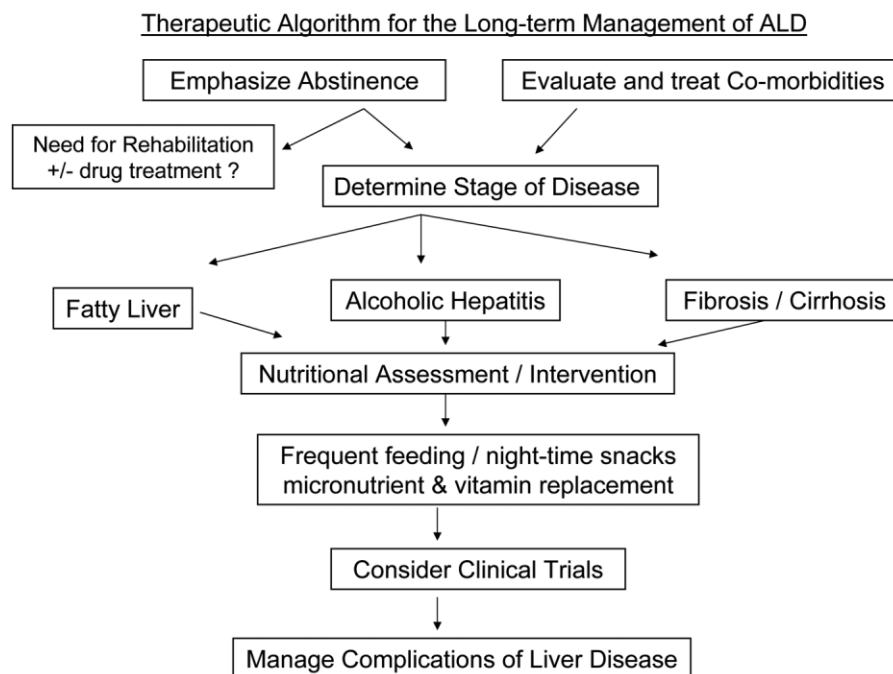 Therapeutic Algorithm for the Long-term Management of ALD
Emphasize Abstinence
Evaluate and treat Co-morbidities
Need for Rehabilitation
+/- drug treatment ?
Determine Stage of Disease
Fatty Liver
Alcoholic Hepatitis
Fibrosis / Cirrhosis
Nutritional Assessment / Intervention
Frequent feeding / night-time snacks
micronutrient & vitamin replacement
Consider Clinical Trials
Manage Complications of Liver Disease